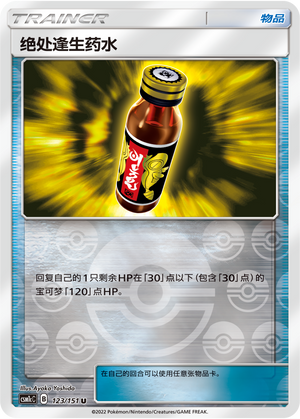 TRAINER
物品
绝处逢生药水
回复自己的1只剩余HP在「30」点以下(包含「30」点)的
宝可梦「120」点HP。
Illus. Ayaka Yoshida
csm1cC B 123/151 U
在自己的回合可以使用任意张物品卡。
©2022 Pokémon/Nintendo/Creatures/GAME FREAK.